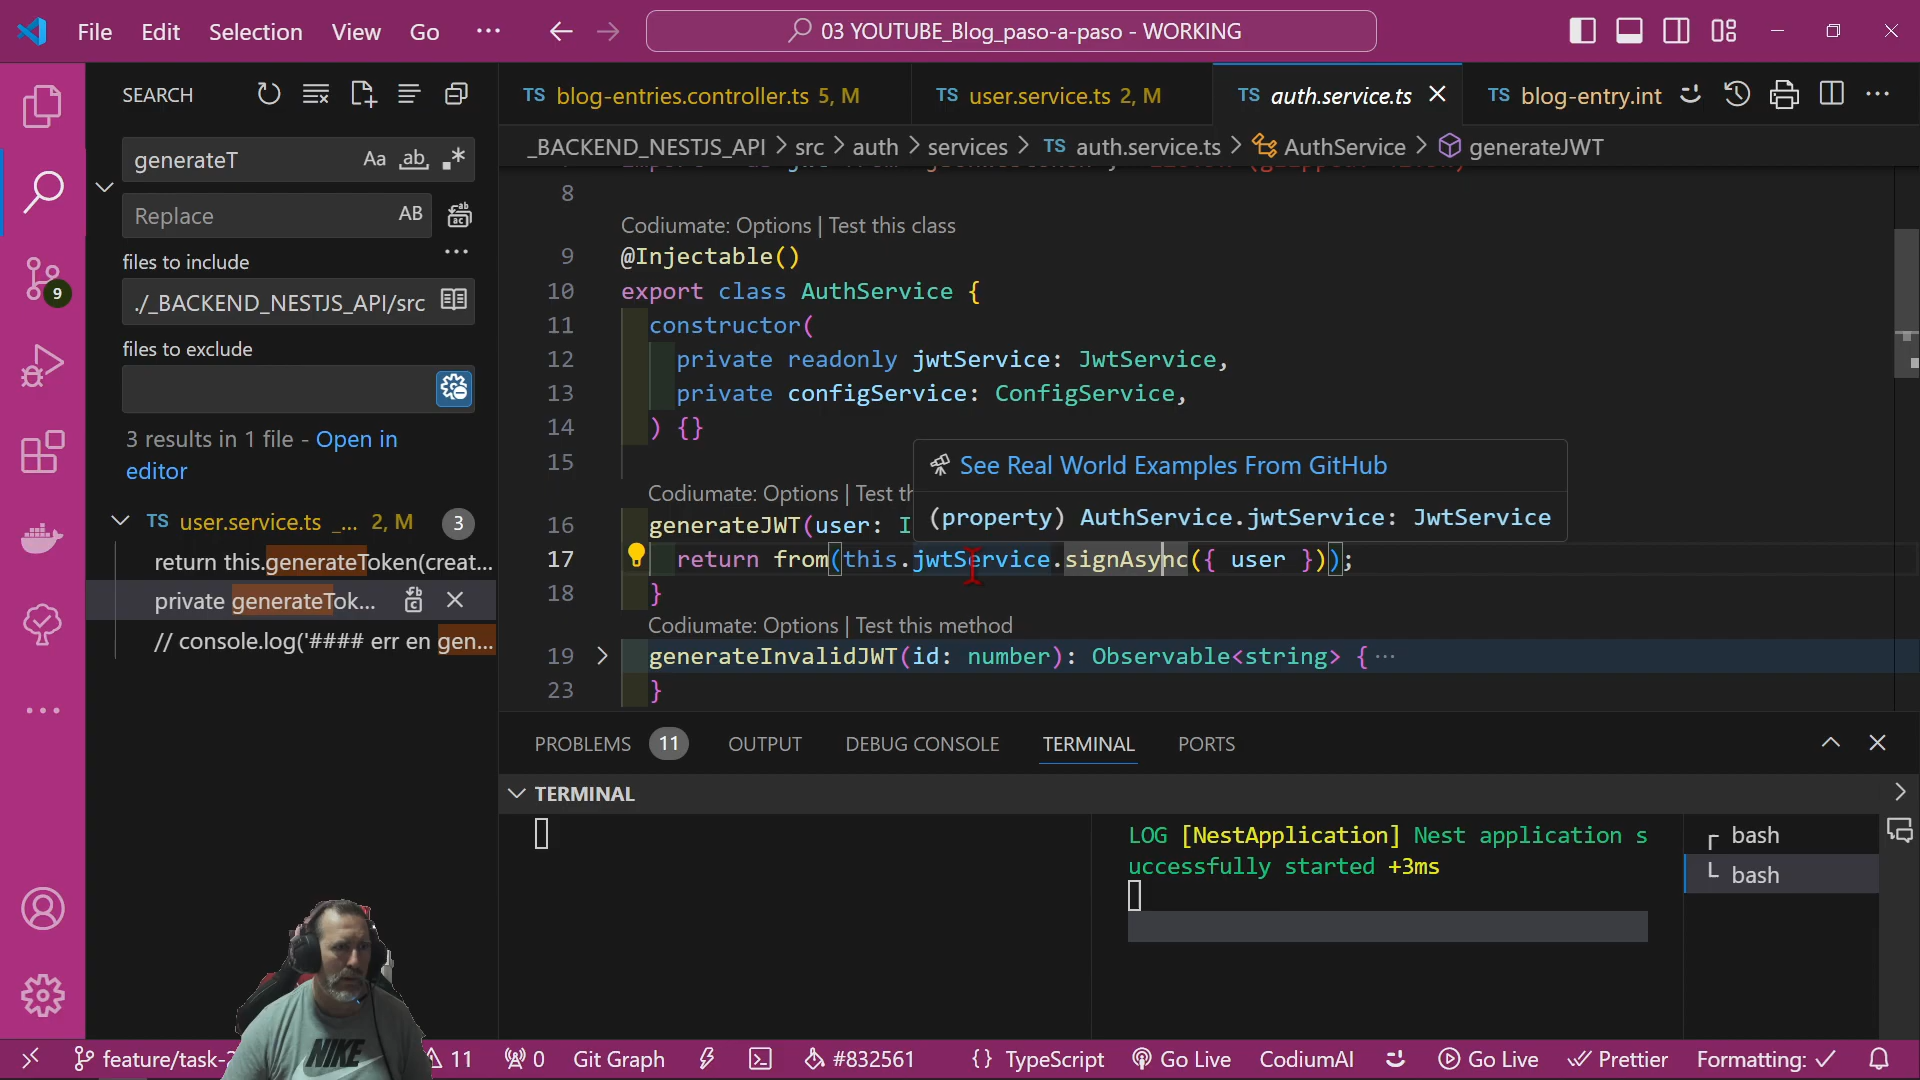 File Edit Selection View Go ··· 03 YOUTUBE_Blog_paso-a-paso - WORKING
SEARCH
TS blog-entries.controller.ts 5, M TS user.service.ts 2, M TS auth.service.ts TS blog-entry.int
generateT Aa ab
_BACKEND_NESTJS_API > src > auth > services > TS auth.service.ts > AuthService > generateJWT
Replace AB
files to include
./_BACKEND_NESTJS_API/src
files to exclude
3 results in 1 file - Open in
editor
TS user.service.ts _... 2, M 3
return this.generateToken(creat...
private generateTok...
// console.log('#### err en gen...
8
Codiumate: Options | Test this class
9 @Injectable()
10 export class AuthService {
11 constructor(
12 private readonly jwtService: JwtService,
13 private configService: ConfigService,
14 ) {}
15
See Real World Examples From GitHub
(property) AuthService.jwtService: JwtService
Codiumate: Options | Test th
16 generateJWT(user: I
17 return from(this.jwtService.signAsync({ user }));
18 }
Codiumate: Options | Test this method
19 generateInvalidJWT(id: number): Observable<string> {···
23 }
PROBLEMS 11 OUTPUT DEBUG CONSOLE TERMINAL PORTS
TERMINAL
LOG [NestApplication] Nest application s
uccessfully started +3ms
bash
bash
9
NIKE
feature/task- 11 0 Git Graph #832561 {} TypeScript Go Live CodiumAI Go Live Prettier Formatting: ✓